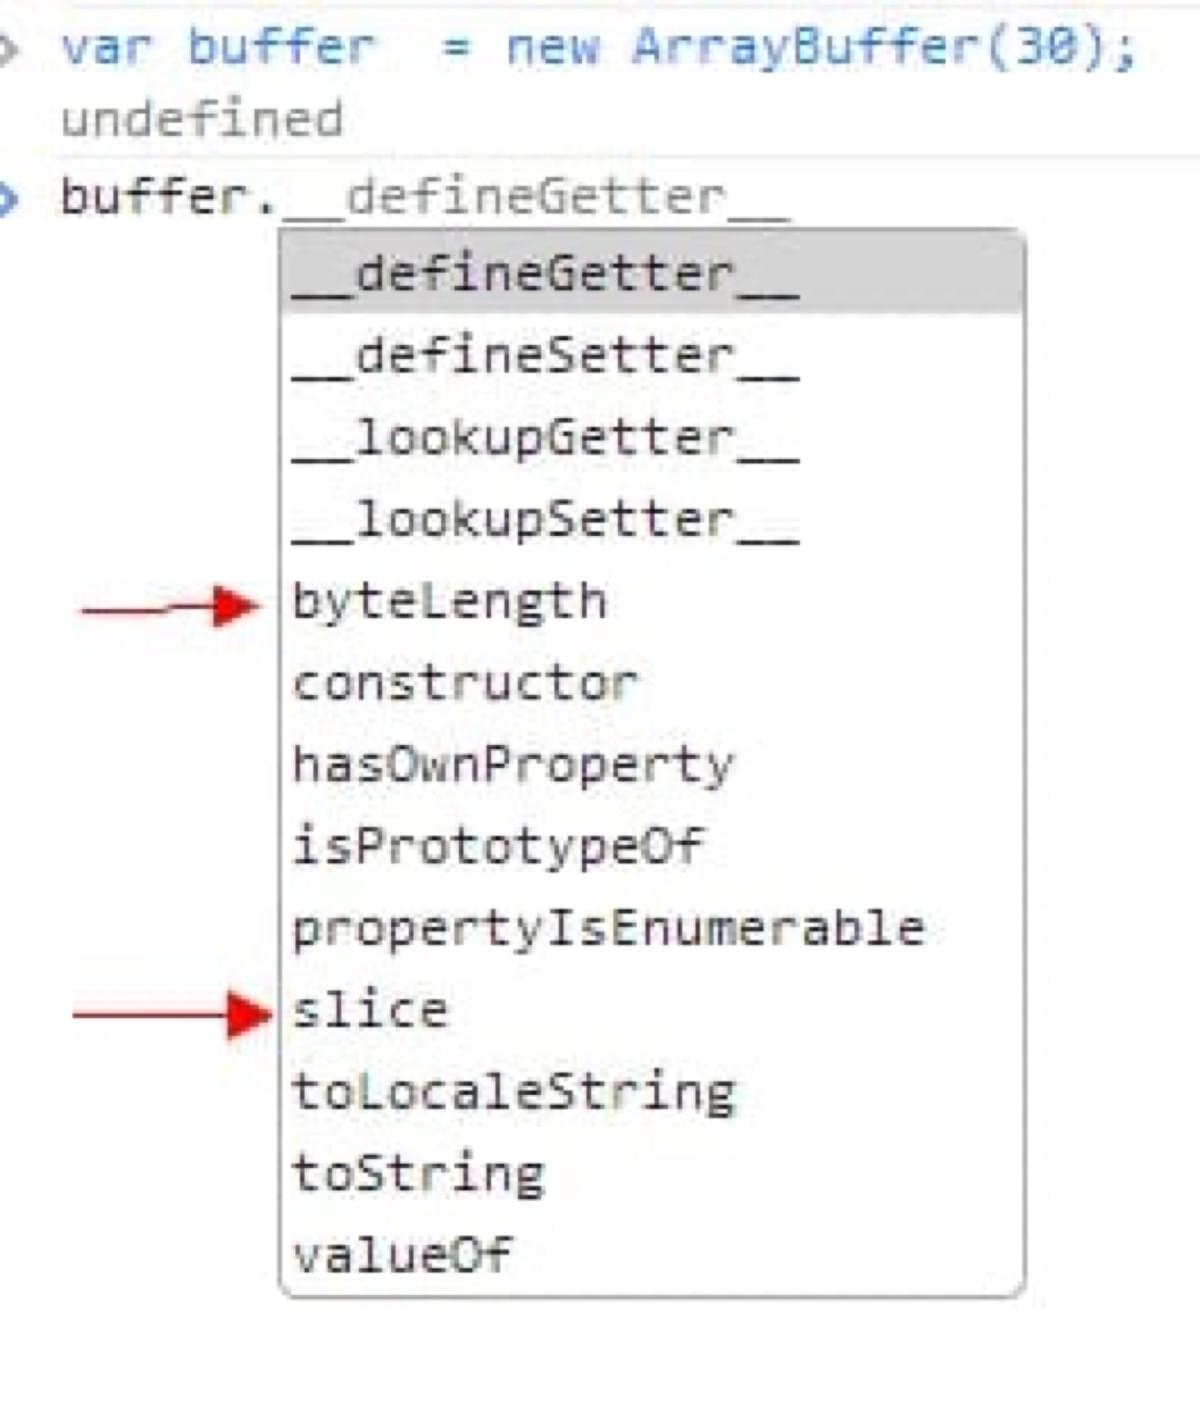 var buffer  = new ArrayBuffer(30);
undefined
buffer.__defineGetter__
__defineGetter__
__defineSetter__
__lookupGetter__
__lookupSetter__
byteLength
constructor
hasOwnProperty
isPrototypeOf
propertyIsEnumerable
slice
toLocaleString
toString
valueOf